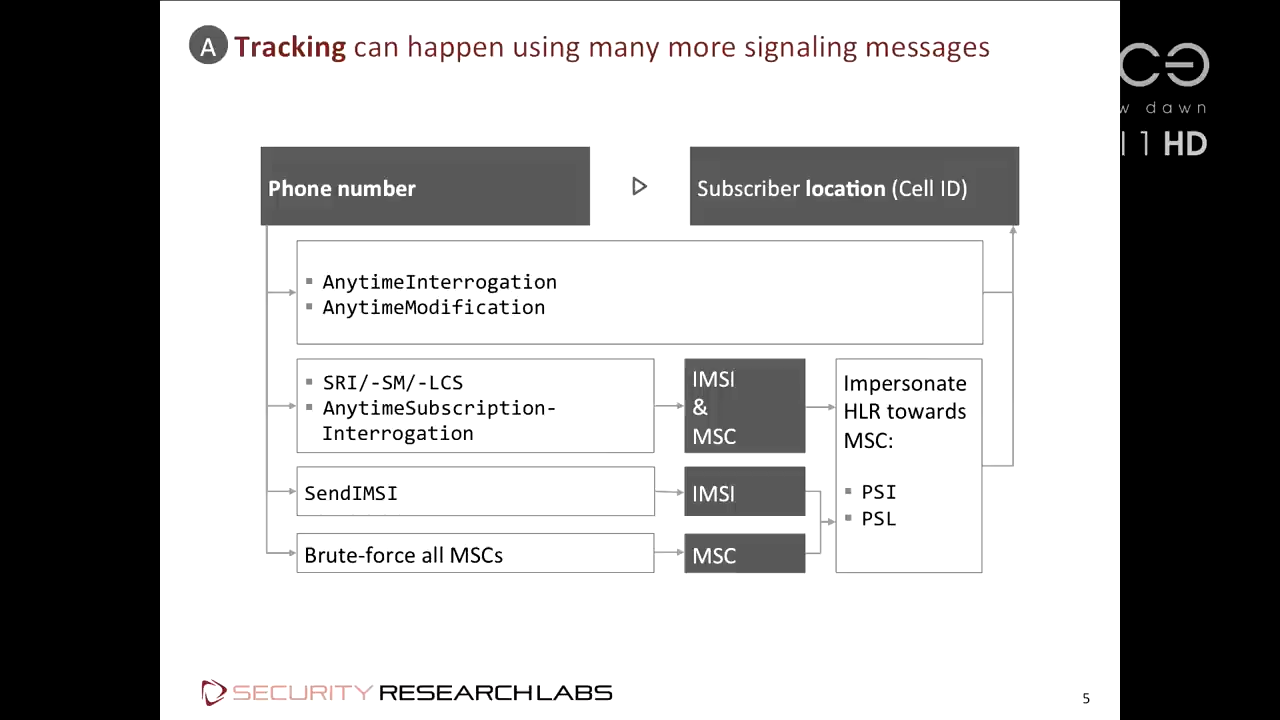 A Tracking can happen using many more signaling messages
Phone number
Subscriber location (Cell ID)
AnytimeInterrogation
AnytimeModification
SRI/-SM/-LCS
AnytimeSubscription-
Interrogation
IMSI
&
MSC
Impersonate
HLR towards
MSC:
PSI
PSL
SendIMSI
IMSI
Brute-force all MSCs
MSC
SECURITY RESEARCH LABS
5
w dawn
HD